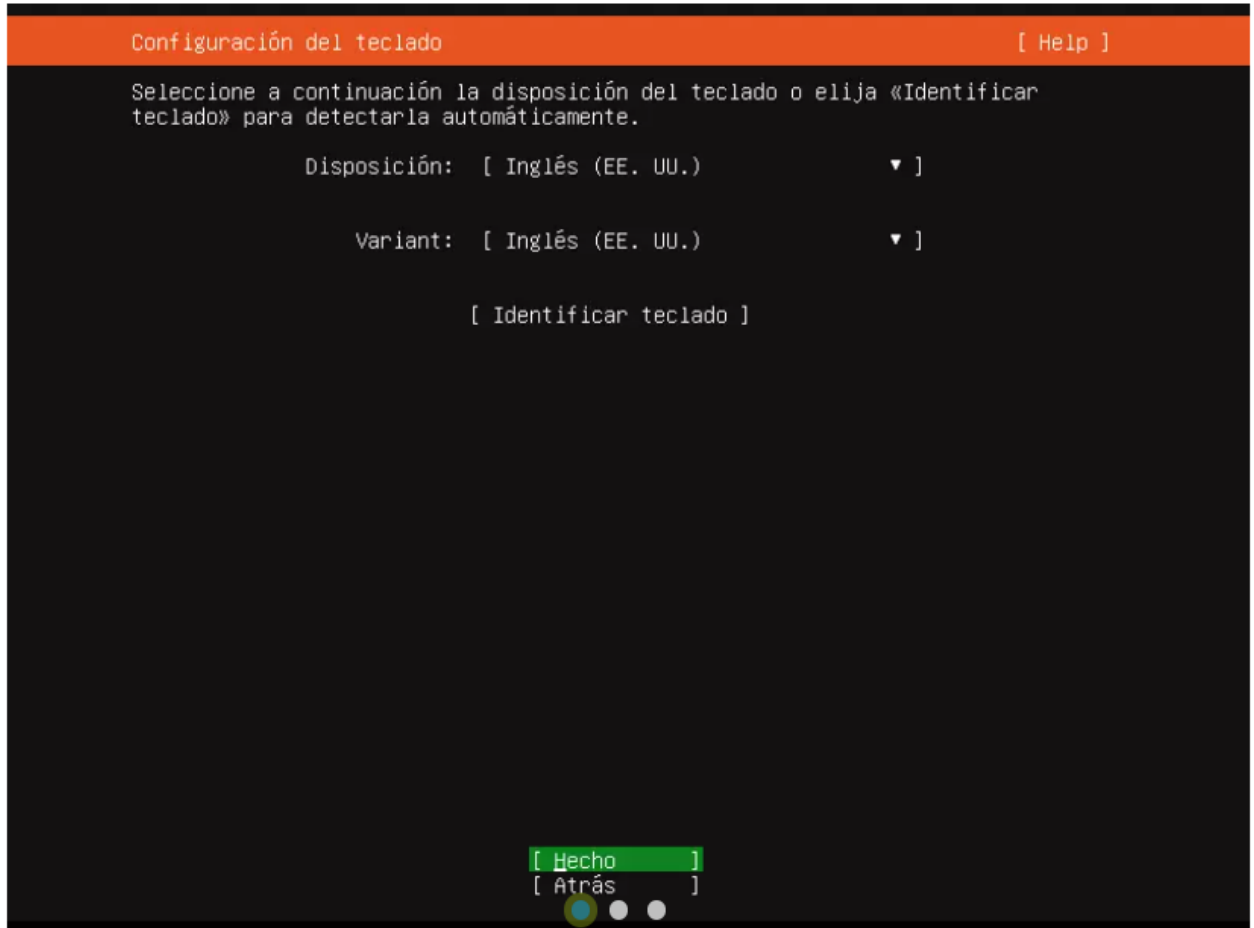 Configuración del teclado [ Help ]
Seleccione a continuación la disposición del teclado o elija «Identificar
teclado» para detectarla automáticamente.
Disposición: [ Inglés (EE. UU.) ▼ ]
Variant: [ Inglés (EE. UU.) ▼ ]
[ Identificar teclado ]
[ Hecho ]
[ Atrás ]